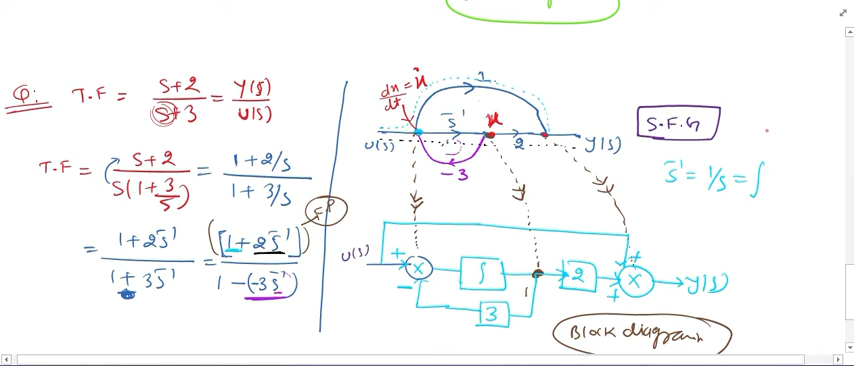 Q: T.F = s+2/s+3 = Y(s)/U(s)
T.F = s+2/s(1+3/s) = 1+2/s/1+3/s
= 1+2s⁻¹/1+3s⁻¹ = [1+2s⁻¹]/1-(-3s⁻¹)
F.P
1
dx/dt = ẋ
s⁻¹
x
2
U(s)
Y(s)
-3
S.F.G
s⁻¹ = 1/s = ∫
U(s)
+
-
X
∫
1
2
+
+
X
Y(s)
3
Block diagram